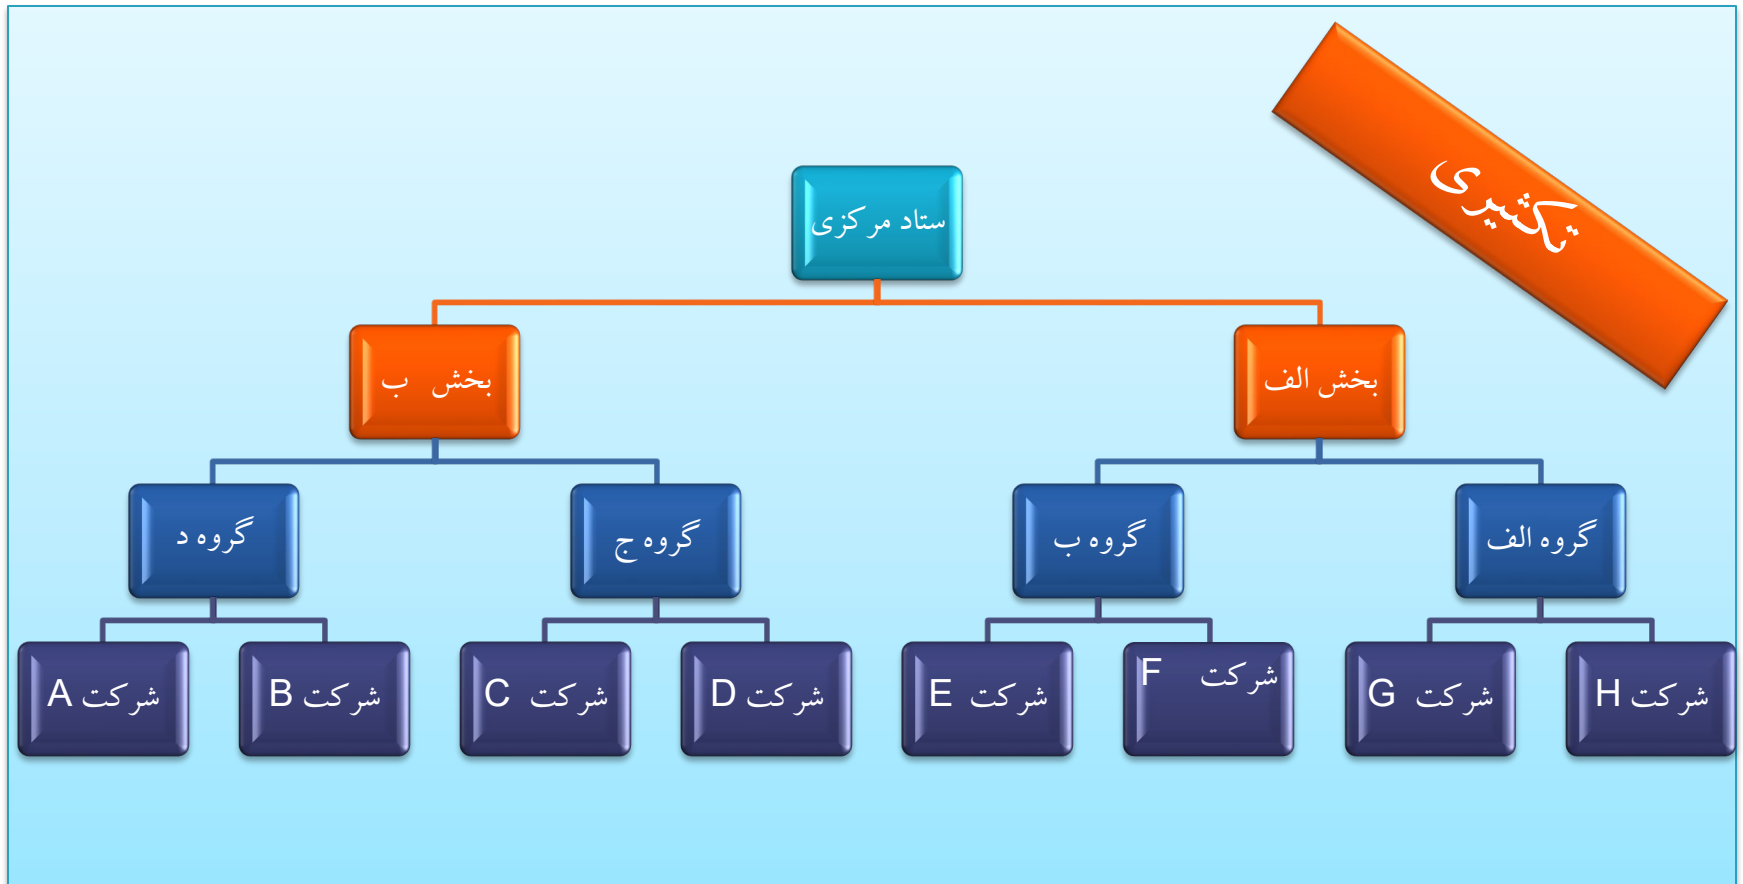 تکثیری
ستاد مرکزی
بخش الف
بخش ب
گروه الف
گروه ب
گروه ج
گروه د
شرکت H
شرکت G
شرکت F
شرکت E
شرکت D
شرکت C
شرکت B
شرکت A